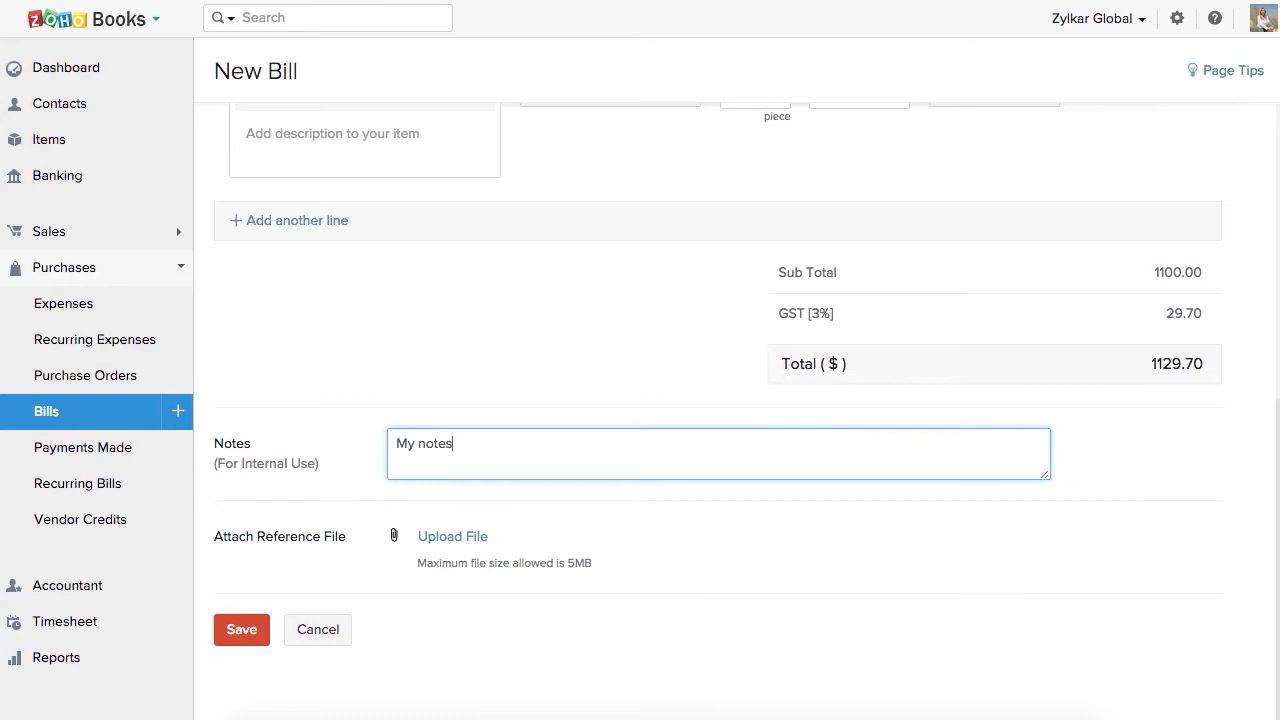 ZOHO Books
Search
Zylkar Global
Dashboard
Contacts
Items
Banking
Sales
Purchases
Expenses
Recurring Expenses
Purchase Orders
Bills
+
Payments Made
Recurring Bills
Vendor Credits
Accountant
Timesheet
Reports
New Bill
Page Tips
piece
Add description to your item
+ Add another line
Sub Total 1100.00
GST [3%] 29.70
Total ( $ ) 1129.70
Notes
(For Internal Use)
My notes
Attach Reference File
Upload File
Maximum file size allowed is 5MB
Save
Cancel